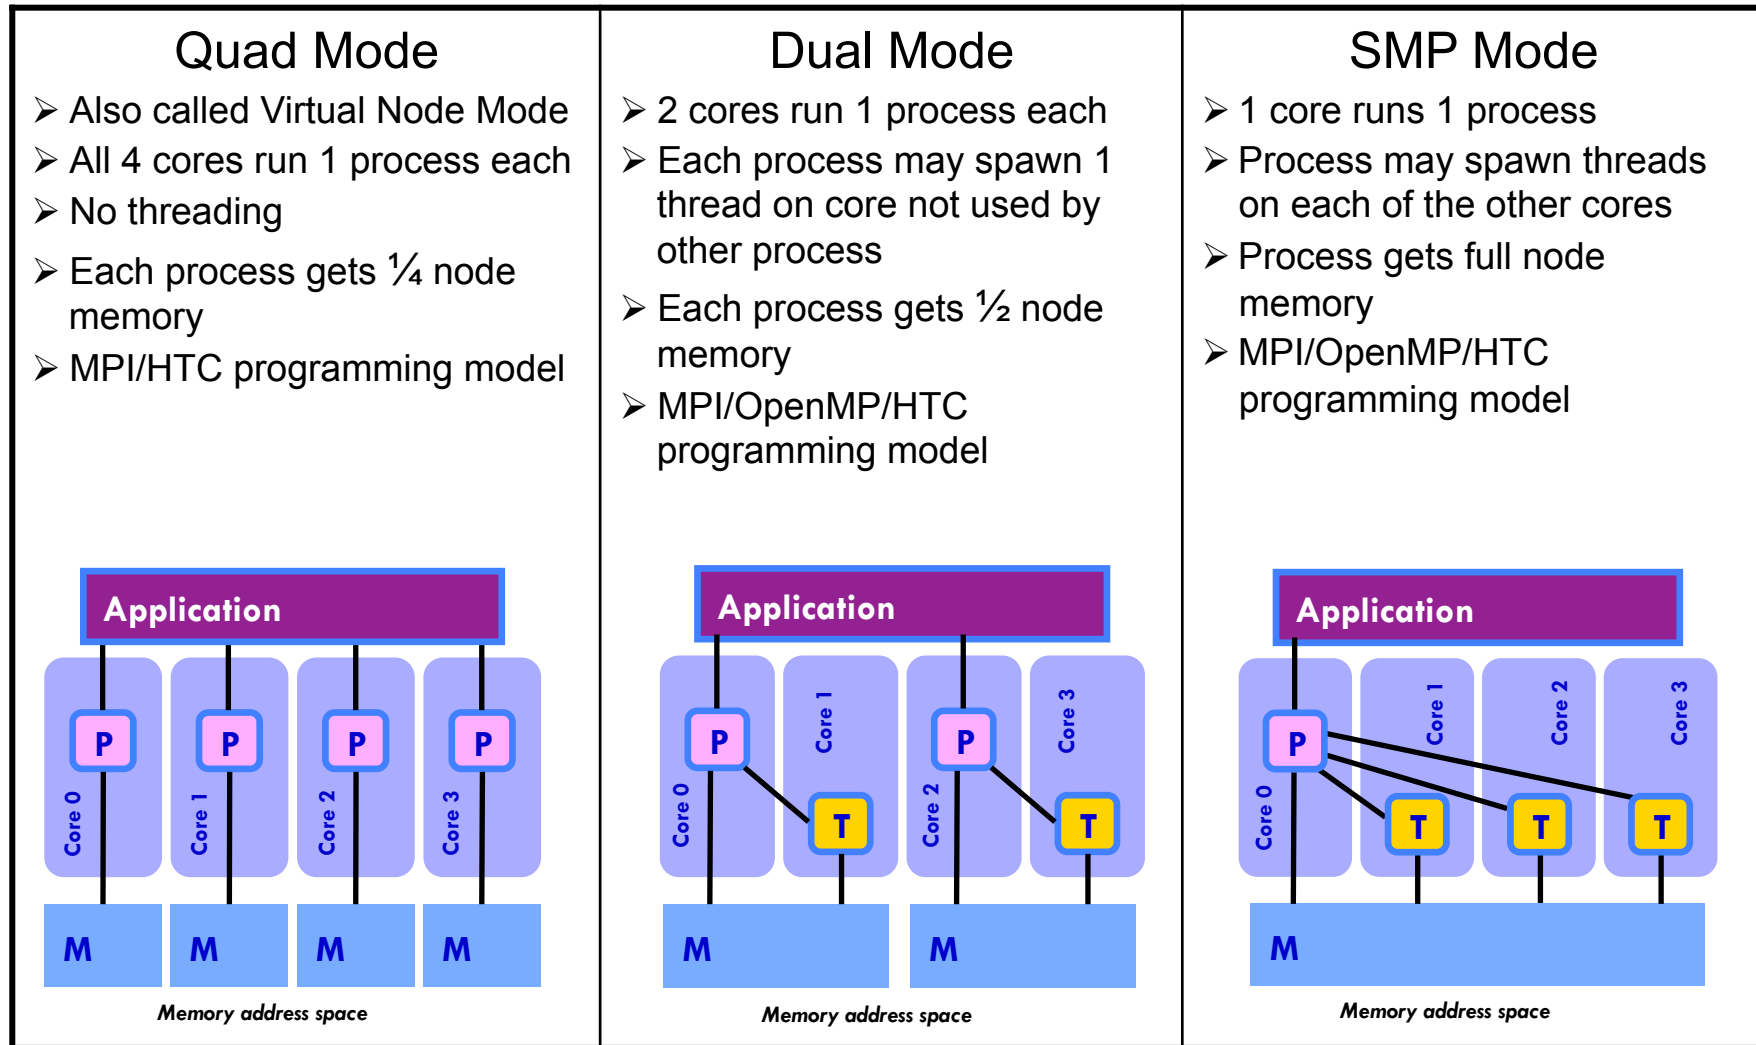 Quad Mode
➢ Also called Virtual Node Mode
➢ All 4 cores run 1 process each
➢ No threading
➢ Each process gets ¼ node
memory
➢ MPI/HTC programming model
Application
P P P P
Core 0 Core 1 Core 2 Core 3
M M M M
Memory address space
Dual Mode
➢ 2 cores run 1 process each
➢ Each process may spawn 1
thread on core not used by
other process
➢ Each process gets ½ node
memory
➢ MPI/OpenMP/HTC
programming model
Application
P Core 1 P Core 3
Core 0 T Core 2 T
M M
Memory address space
SMP Mode
➢ 1 core runs 1 process
➢ Process may spawn threads
on each of the other cores
➢ Process gets full node
memory
➢ MPI/OpenMP/HTC
programming model
Application
P Core 1 Core 2 Core 3
Core 0 T T T
M
Memory address space